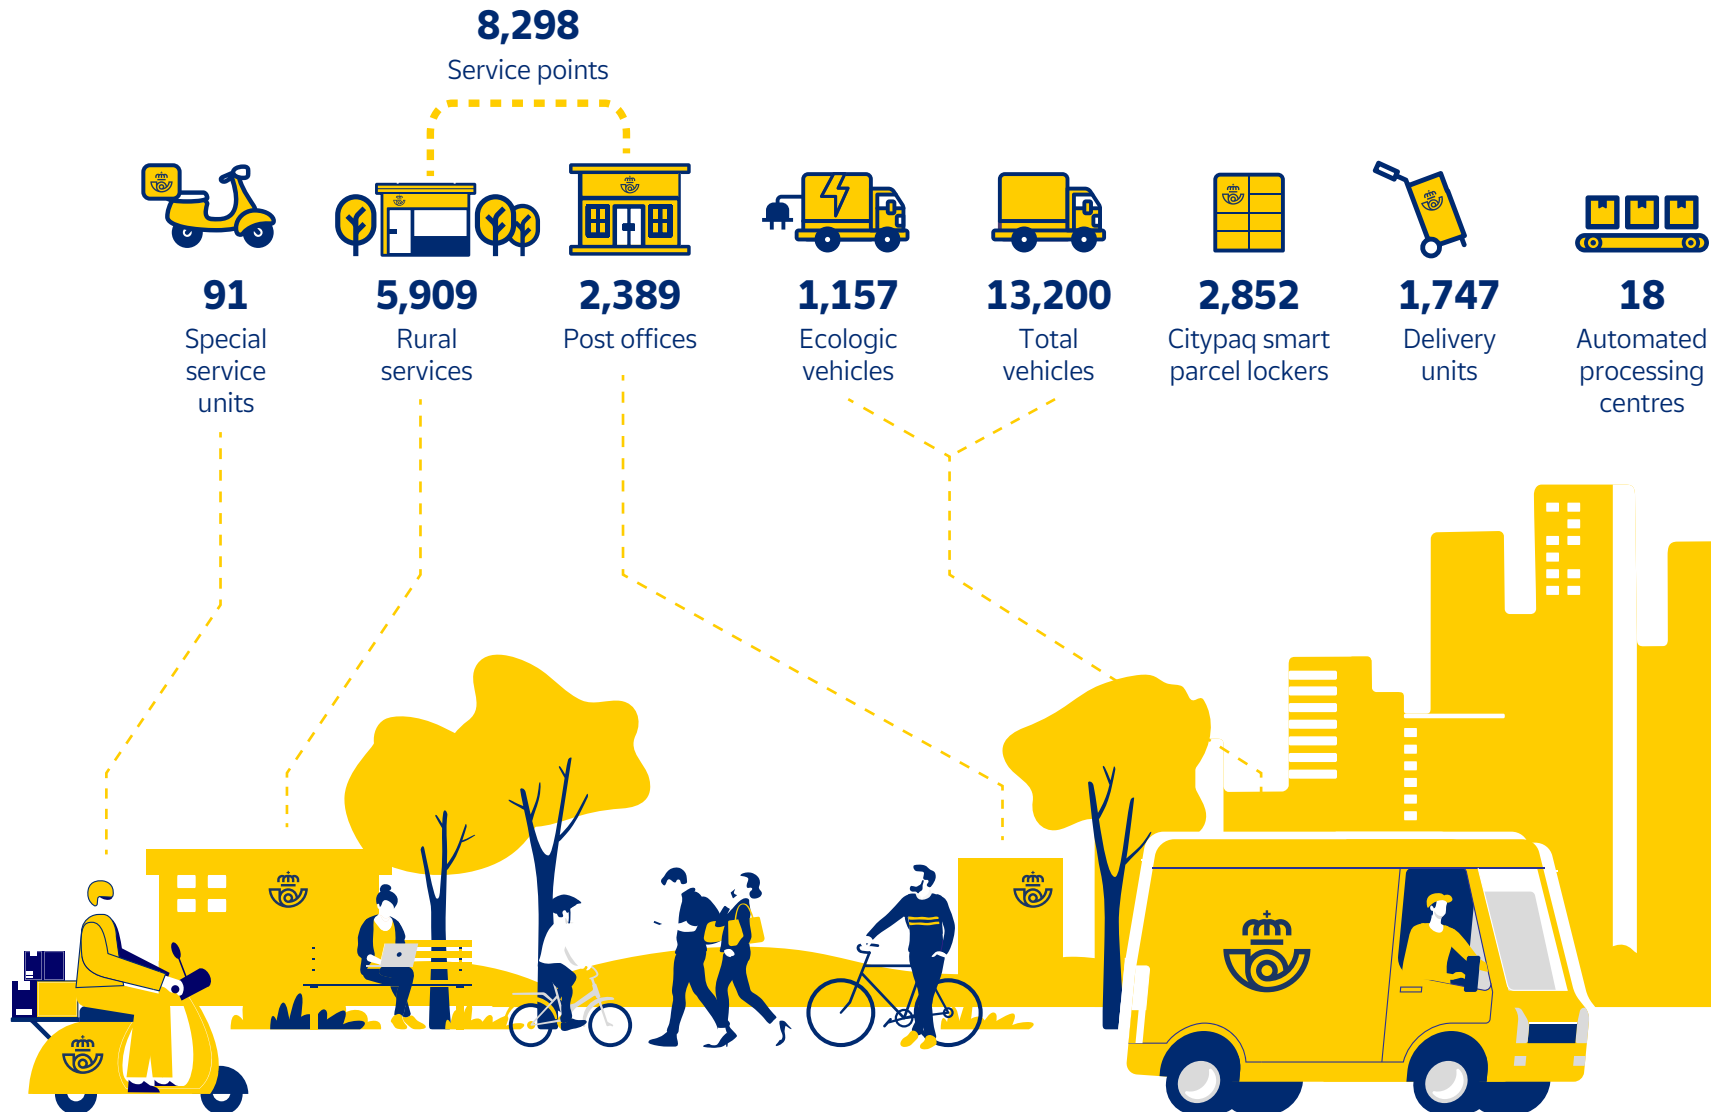 8,298
Service points
91
Special
service
units
5,909
Rural
services
2,389
Post offices
1,157
Ecologic
vehicles
13,200
Total
vehicles
2,852
Citypaq smart
parcel lockers
1,747
Delivery
units
18
Automated
processing
centres